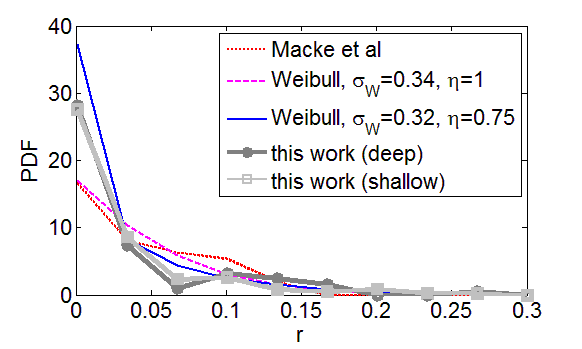 40
30
20
10
0
PDF
Macke et al
Weibull, σW=0.34, η=1
Weibull, σW=0.32, η=0.75
this work (deep)
this work (shallow)
0 0.05 0.1 0.15 0.2 0.25 0.3
r